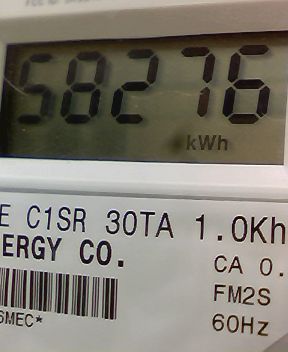 58276
kWh
E C1SR 30TA 1.0Kh
ERGY CO.
CA 0.
FM2S
6MEC*
60Hz